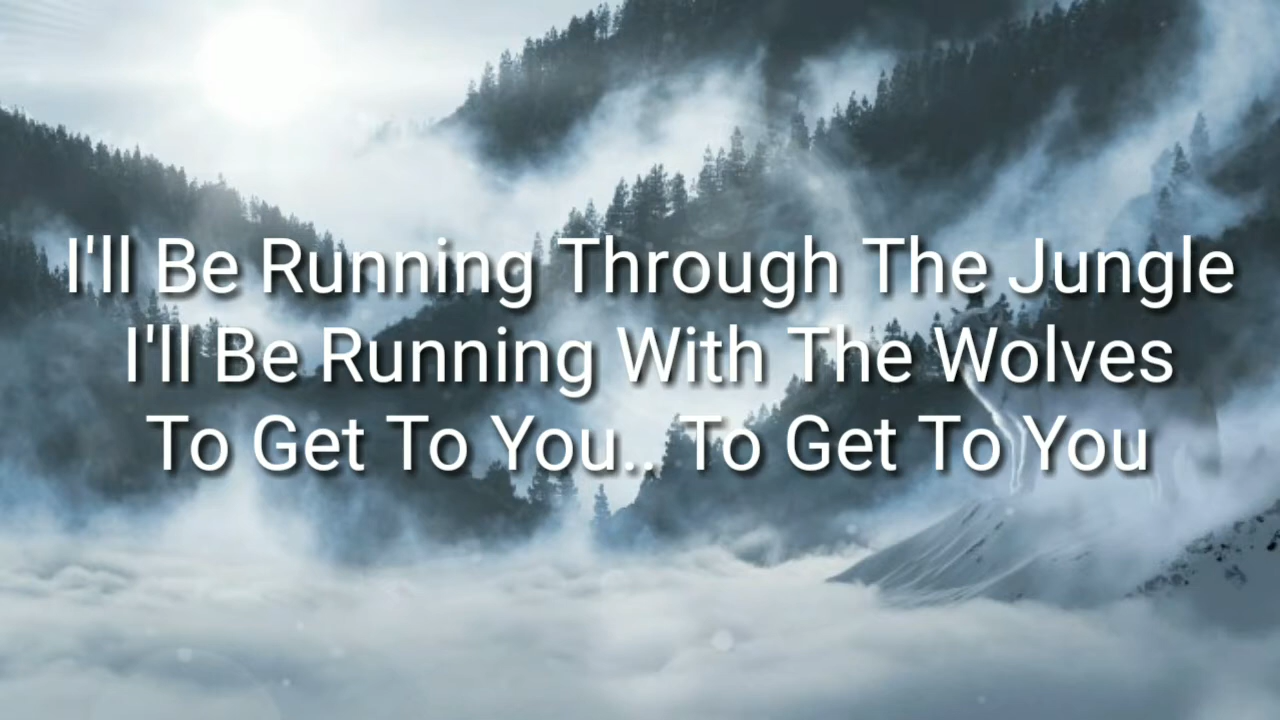 I'll Be Running Through The Jungle
I'll Be Running With The Wolves
To Get To You.. To Get To You